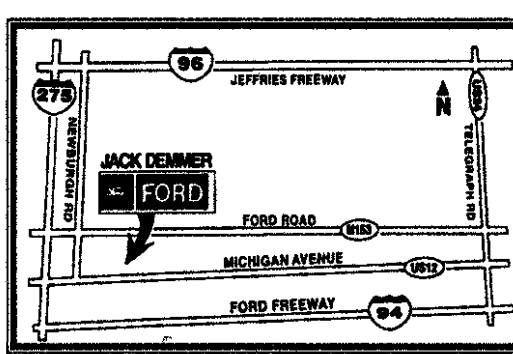 96
JEFFRIES FREEWAY
275
NEWBURGH RD
N
US24
TELEGRAPH RD
JACK DEMMER
FORD
FORD ROAD
M153
MICHIGAN AVENUE
US12
FORD FREEWAY
94